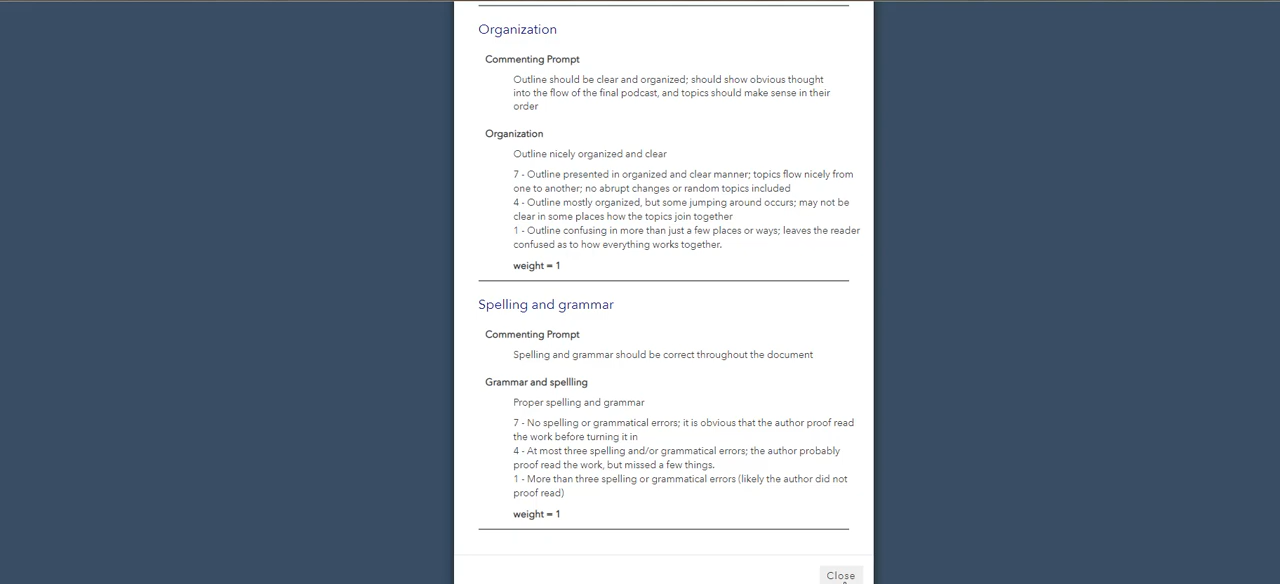 Organization
Commenting Prompt
Outline should be clear and organized; should show obvious thought
into the flow of the final podcast, and topics should make sense in their
order
Organization
Outline nicely organized and clear
7 - Outline presented in organized and clear manner; topics flow nicely from
one to another; no abrupt changes or random topics included
4 - Outline mostly organized, but some jumping around occurs; may not be
clear in some places how the topics join together
1 - Outline confusing in more than just a few places or ways; leaves the reader
confused as to how everything works together.
weight = 1
Spelling and grammar
Commenting Prompt
Spelling and grammar should be correct throughout the document
Grammar and spellling
Proper spelling and grammar
7 - No spelling or grammatical errors; it is obvious that the author proof read
the work before turning it in
4 - At most three spelling and/or grammatical errors; the author probably
proof read the work, but missed a few things.
1 - More than three spelling or grammatical errors (likely the author did not
proof read)
weight = 1
Close